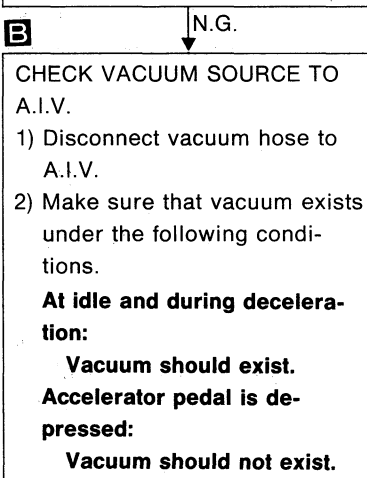 N.G.
B
CHECK VACUUM SOURCE TO
A.I.V.
1) Disconnect vacuum hose to
A.I.V.
2) Make sure that vacuum exists
under the following condi-
tions.
At idle and during decelera-
tion:
Vacuum should exist.
Accelerator pedal is de-
pressed:
Vacuum should not exist.